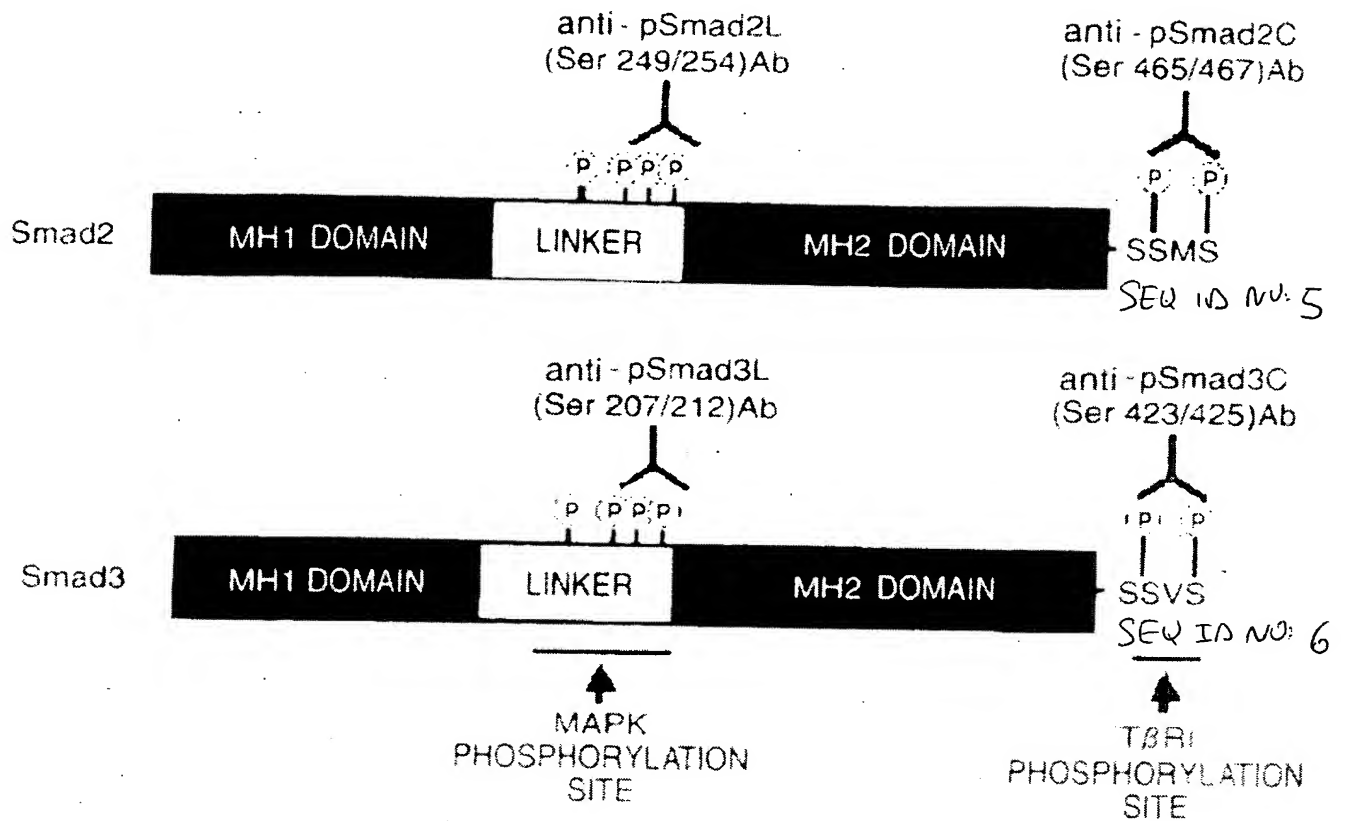 anti - pSmad2L
(Ser 249/254)Ab
anti - pSmad2C
(Ser 465/467)Ab
P P P P
P P
Smad2
MH1 DOMAIN
LINKER
MH2 DOMAIN
SSMS
SEQ ID NO: 5
anti - pSmad3L
(Ser 207/212)Ab
anti - pSmad3C
(Ser 423/425)Ab
P P P P
P P
Smad3
MH1 DOMAIN
LINKER
MH2 DOMAIN
SSVS
SEQ ID NO: 6
MAPK
PHOSPHORYLATION
SITE
TβRI
PHOSPHORYLATION
SITE